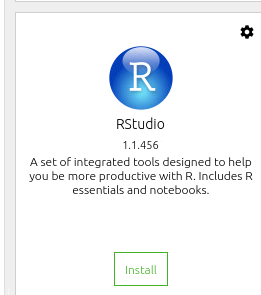 R
RStudio
1.1.456
A set of integrated tools designed to help
you be more productive with R. Includes R
essentials and notebooks.
Install